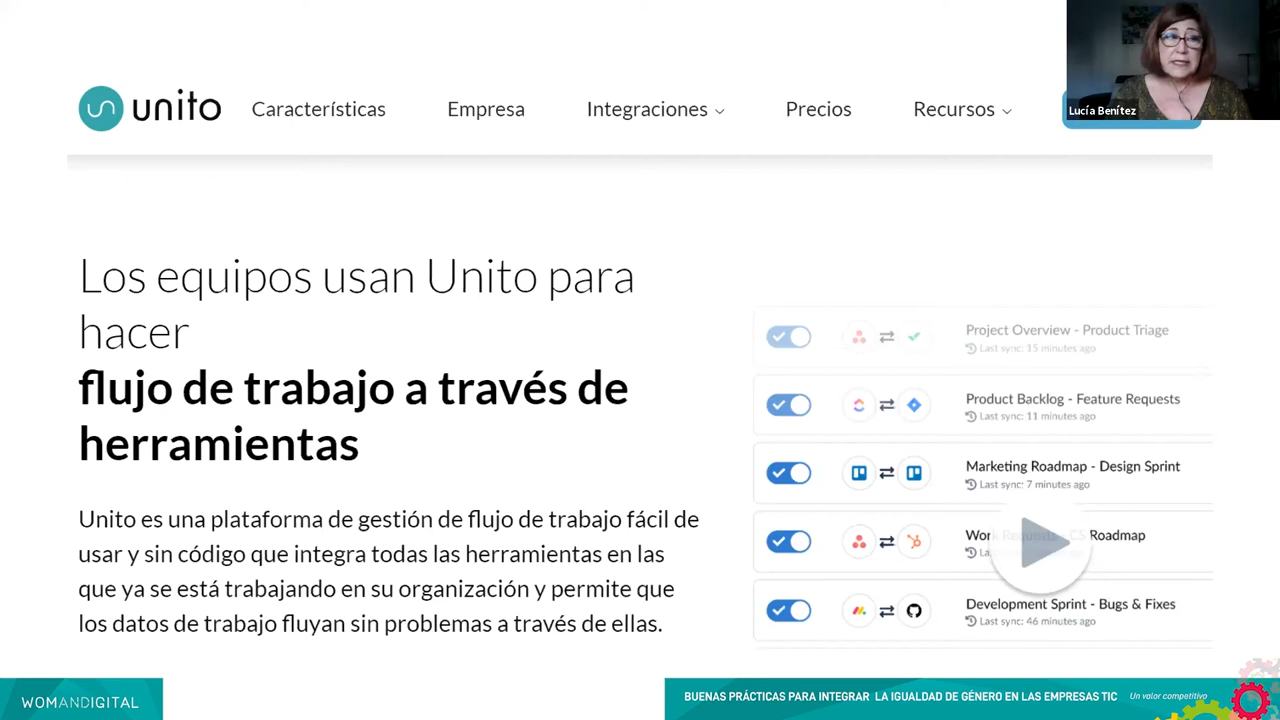 Lucía Benítez
unito
Características
Empresa
Integraciones
Precios
Recursos
Los equipos usan Unito para
hacer
flujo de trabajo a través de
herramientas
Unito es una plataforma de gestión de flujo de trabajo fácil de
usar y sin código que integra todas las herramientas en las
que ya se está trabajando en su organización y permite que
los datos de trabajo fluyan sin problemas a través de ellas.
Project Overview - Product Triage
Last sync: 15 minutes ago
Product Backlog - Feature Requests
Last sync: 11 minutes ago
Marketing Roadmap - Design Sprint
Last sync: 7 minutes ago
Roadmap
Development Sprint - Bugs & Fixes
Last sync: 46 minutes ago
WOMANDIGITAL
BUENAS PRÁCTICAS PARA INTEGRAR LA IGUALDAD DE GÉNERO EN LAS EMPRESAS TIC
Un valor competitivo